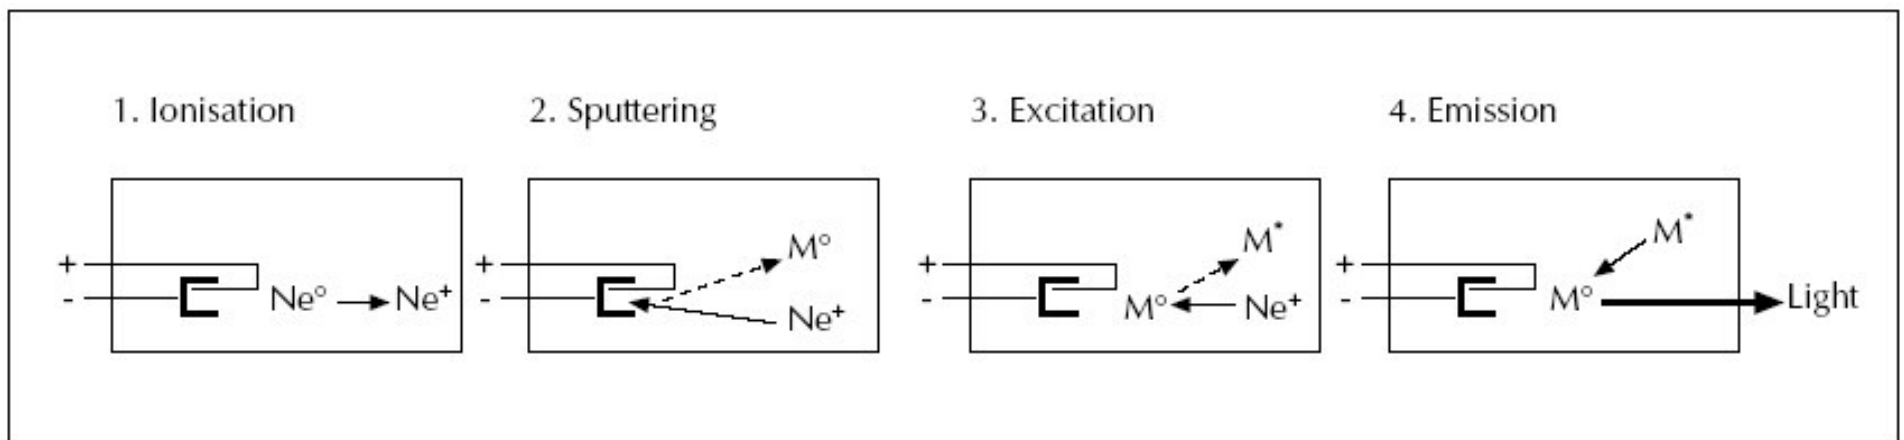 1. Ionisation
+
-
Ne° Ne⁺
2. Sputtering
+
-
M°
Ne⁺
3. Excitation
+
-
M*
M° Ne⁺
4. Emission
+
-
M*
M° Light